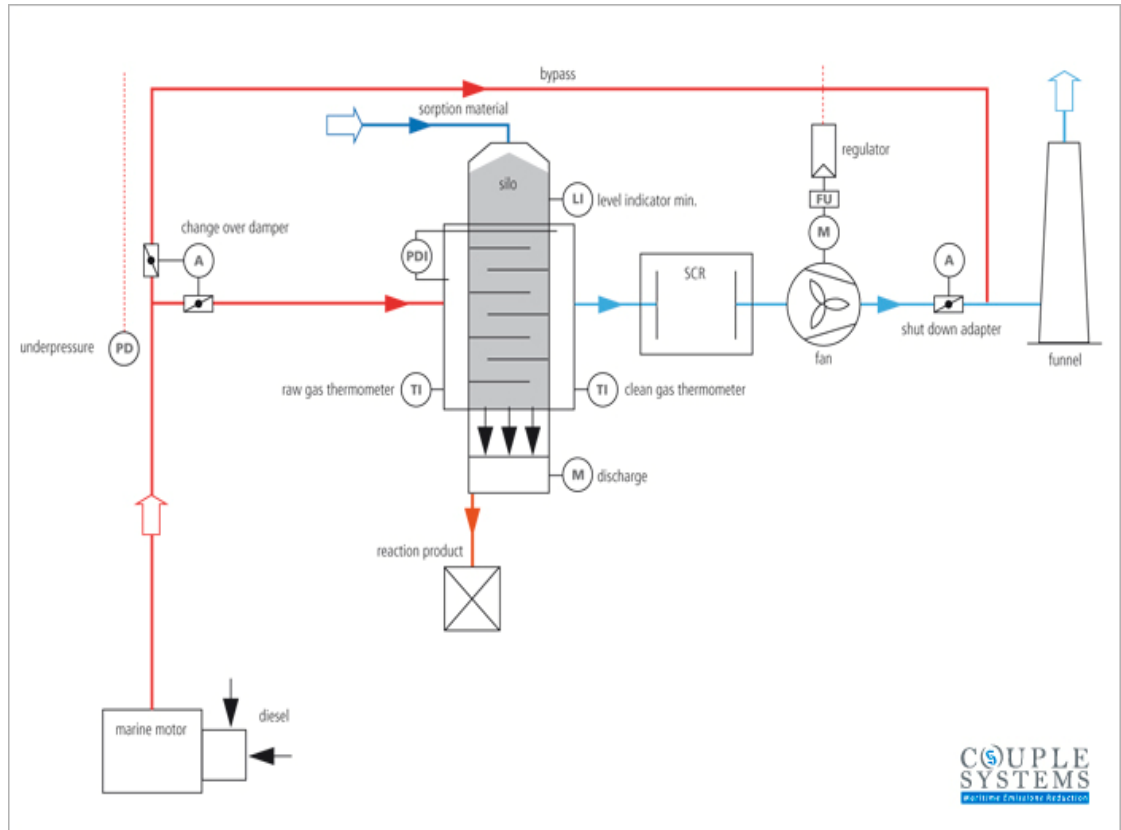 bypass
sorption material
regulator
silo
LI
level indicator min.
FU
change over damper
M
A
PDI
SCR
A
underpressure
PD
shut down adapter
fan
funnel
raw gas thermometer
TI
TI
clean gas thermometer
M
discharge
reaction product
marine motor
diesel
COUPLE
SYSTEMS
Maritime Emissions Reduction